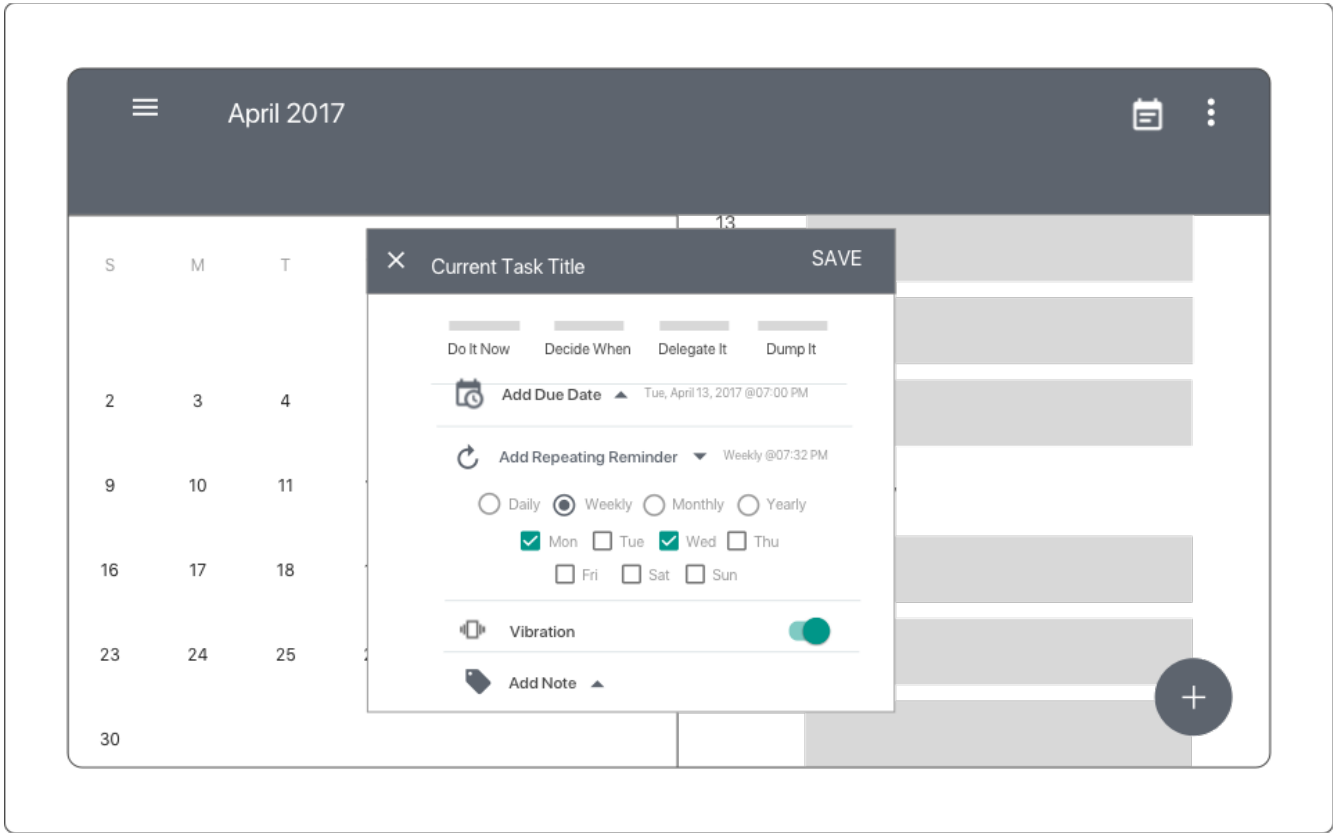 April 2017
13
S M T
Current Task Title SAVE
Do It Now Decide When Delegate It Dump It
2 3 4
Add Due Date Tue, April 13, 2017 @07:00 PM
Add Repeating Reminder Weekly @07:32 PM
9 10 11
Daily Weekly Monthly Yearly
Mon Tue Wed Thu
16 17 18
Fri Sat Sun
Vibration
23 24 25
Add Note
30